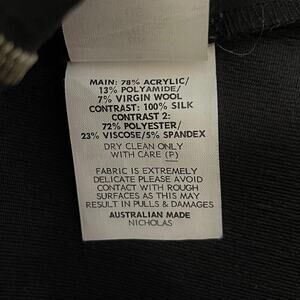 MAIN: 78% ACRYLIC/
13% POLYAMIDE/
7% VIRGIN WOOL
CONTRAST: 100% SILK
CONTRAST 2:
72% POLYESTER/
23% VISCOSE/5% SPANDEX
DRY CLEAN ONLY
WITH CARE (P)
FABRIC IS EXTREMELY
DELICATE PLEASE AVOID
CONTACT WITH ROUGH
SURFACES AS THIS MAY
RESULT IN PULLS & DAMAGES
AUSTRALIAN MADE
NICHOLAS